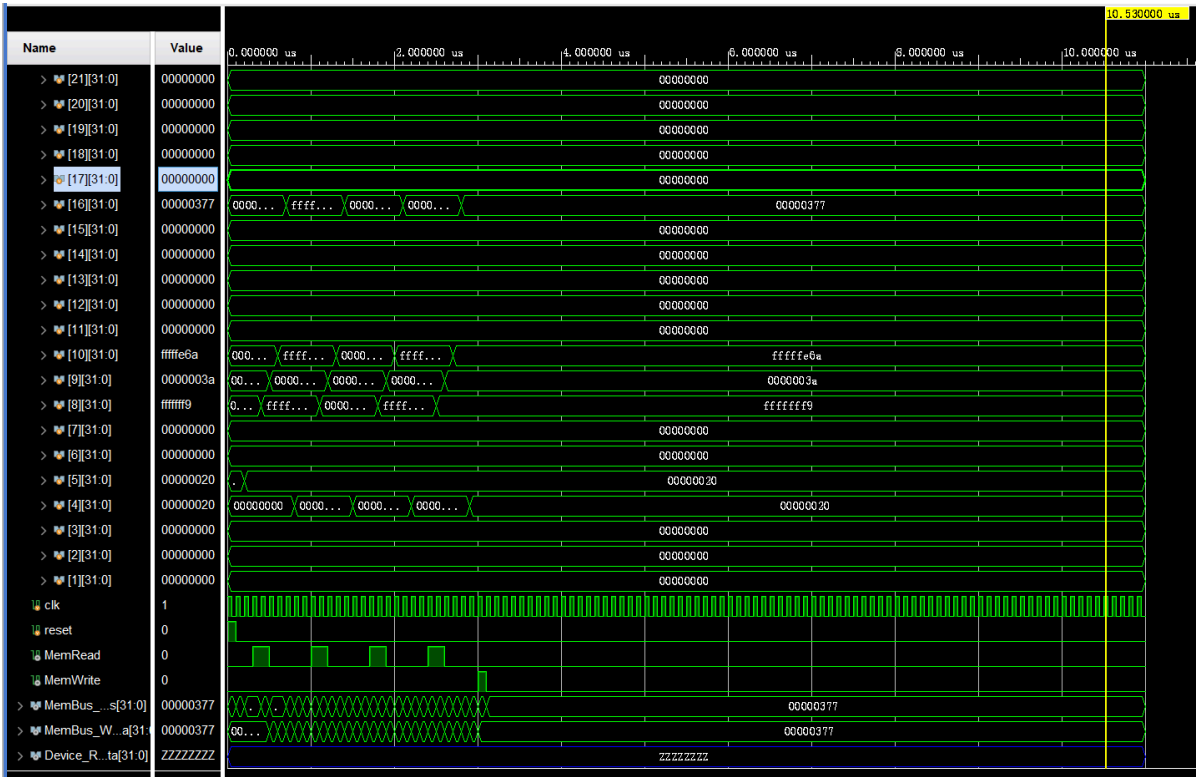 10.530000 us
Name Value 0.000000 us 2.000000 us 4.000000 us 6.000000 us 8.000000 us 10.000000 us
[21][31:0] 00000000 00000000
[20][31:0] 00000000 00000000
[19][31:0] 00000000 00000000
[18][31:0] 00000000 00000000
[17][31:0] 00000000 00000000
[16][31:0] 00000377 0000... ffff... 0000... 0000... 00000377
[15][31:0] 00000000 00000000
[14][31:0] 00000000 00000000
[13][31:0] 00000000 00000000
[12][31:0] 00000000 00000000
[11][31:0] 00000000 00000000
[10][31:0] fffffe6a 000... ffff... 0000... ffff... fffffe6a
[9][31:0] 0000003a 00... 0000... 0000... 0000... 0000003a
[8][31:0] fffffff9 0... ffff... 0000... ffff... fffffff9
[7][31:0] 00000000 00000000
[6][31:0] 00000000 00000000
[5][31:0] 00000020 . 00000020
[4][31:0] 00000020 00000000 0000... 0000... 0000... 00000020
[3][31:0] 00000000 00000000
[2][31:0] 00000000 00000000
[1][31:0] 00000000 00000000
clk 1
reset 0
MemRead 0
MemWrite 0
MemBus_...s[31:0] 00000377 . . 00000377
MemBus_W...a[31: 00000377 00... 00000377
Device_R...ta[31:0] ZZZZZZZZ ZZZZZZZZ